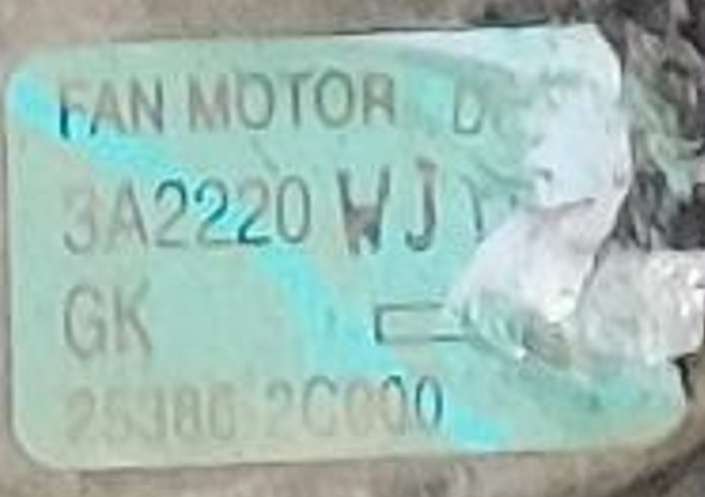 FAN MOTOR
3A2220 WJ
GK
25386 2C000